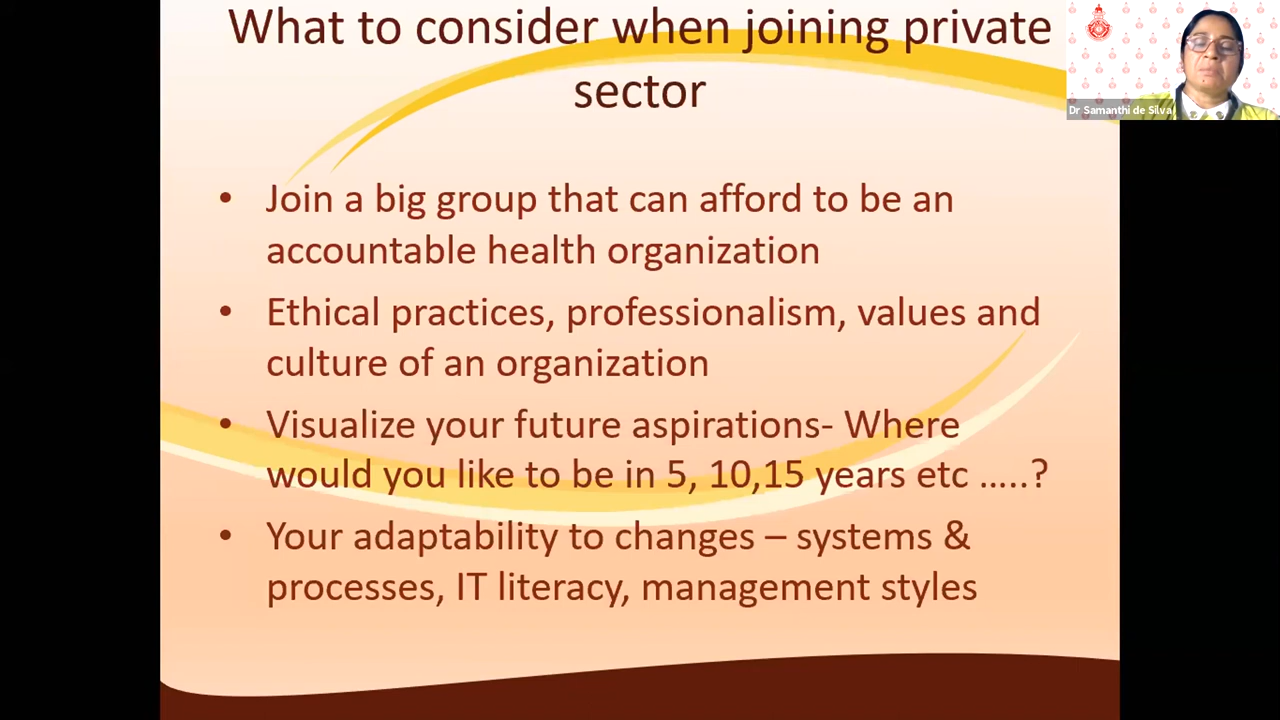 What to consider when joining private
sector
Dr Samanthi de Silva
• Join a big group that can afford to be an
accountable health organization
• Ethical practices, professionalism, values and
culture of an organization
• Visualize your future aspirations- Where
would you like to be in 5, 10,15 years etc …..?
• Your adaptability to changes – systems &
processes, IT literacy, management styles